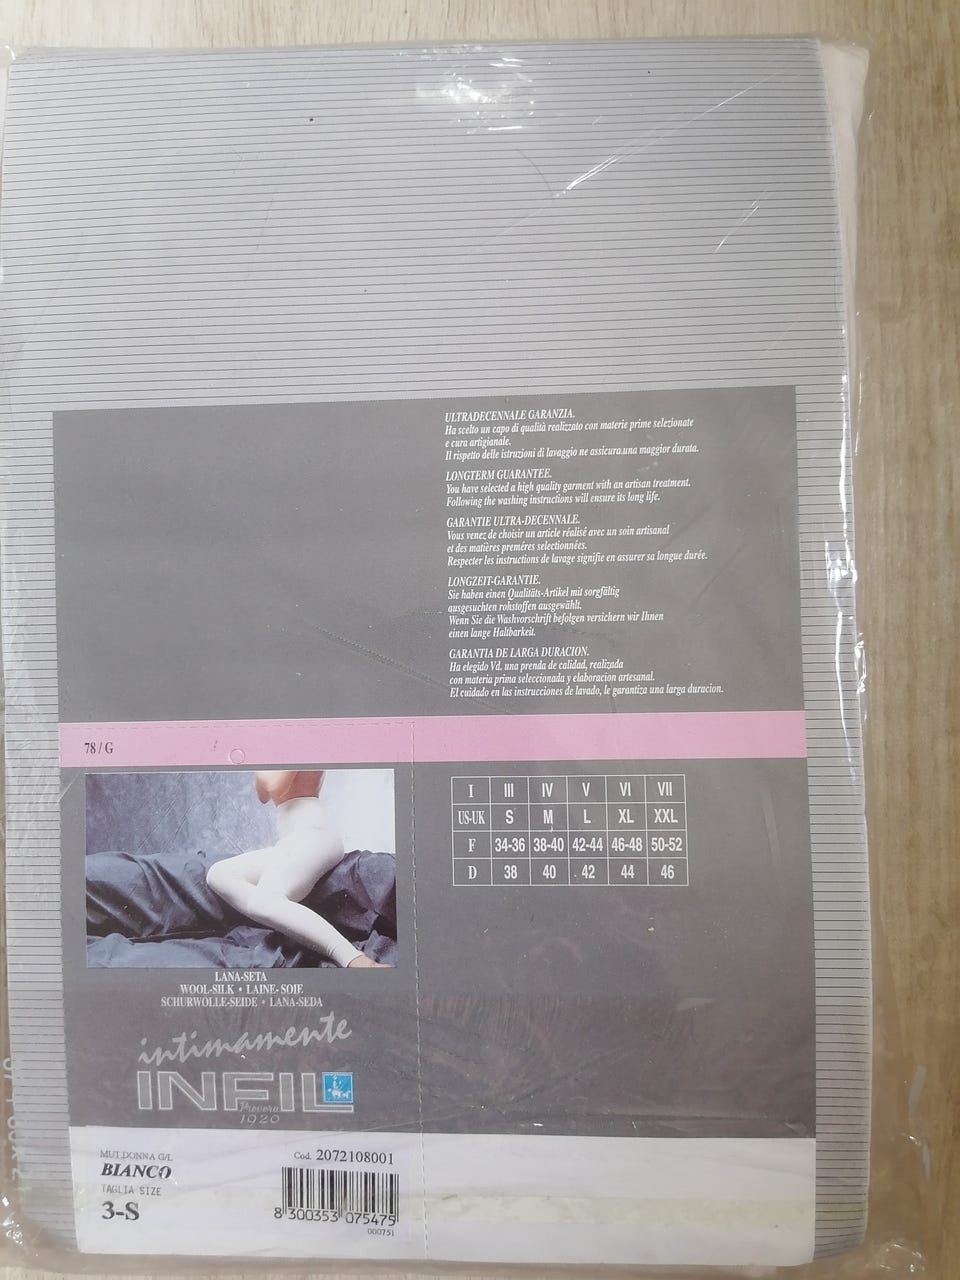 ULTRADECENNALE GARANZIA.
Ha scelto un capo di qualità realizzato con materie prime selezionate
e cura artigianale.
Il rispetto delle istruzioni di lavaggio ne assicura una maggior durata.
LONGTERM GUARANTEE.
You have selected a high quality garment with an artisan treatment.
Following the washing instructions will ensure its long life.
GARANTIE ULTRA-DECENNALE.
Vous venez de choisir un article réalisé avec un soin artisanal
et des matières premères selectionnées.
Respecter les instructions de lavage signifie en assurer sa longue durée.
LONGZEIT-GARANTIE.
Sie haben einen Qualitäts-Artikel mit sorgfältig
ausgesuchten rohstoffen ausgewählt.
Wenn Sie die Washvorschrift befolgen versichern wir Ihnen
einen lange Haltbarkeit.
GARANTIA DE LARGA DURACION.
Ha elegido Vd. una prenda de calidad, realizada
con materia prima seleccionada y elaboracion artesanal.
El cuidado en las instrucciones de lavado, le garantiza una larga duracion.
78/G
I III IV V VI VII
US-UK S M L XL XXL
F 34-36 38-40 42-44 46-48 50-52
D 38 40 42 44 46
LANA-SETA
WOOL-SILK • LAINE-SOIE
SCHURWOLLE-SEIDE • LANA-SEDA
intimamente
INFIL
Provera
1920
MUT.DONNA G/L
BIANCO
TAGLIA SIZE
3-S
Cod. 2072108001
8 300353 075475
000751